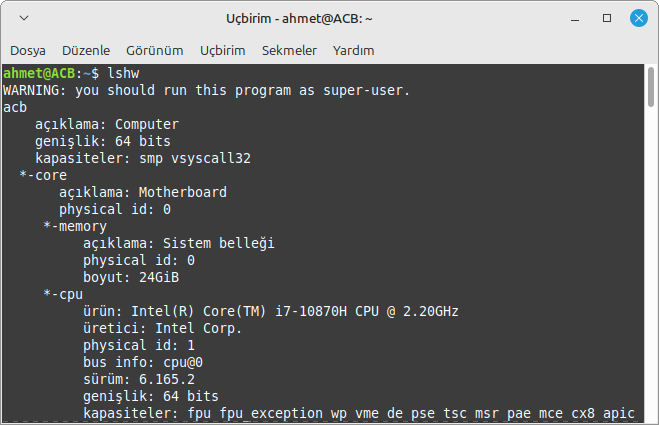 Uçbirim - ahmet@ACB: ~
Dosya Düzenle Görünüm Uçbirim Sekmeler Yardım
ahmet@ACB:~$ lshw
WARNING: you should run this program as super-user.
acb
açıklama: Computer
genişlik: 64 bits
kapasiteler: smp vsyscall32
*-core
açıklama: Motherboard
physical id: 0
*-memory
açıklama: Sistem belleği
physical id: 0
boyut: 24GiB
*-cpu
ürün: Intel(R) Core(TM) i7-10870H CPU @ 2.20GHz
üretici: Intel Corp.
physical id: 1
bus info: cpu@0
sürüm: 6.165.2
genişlik: 64 bits
kapasiteler: fpu fpu_exception wp vme de pse tsc msr pae mce cx8 apic